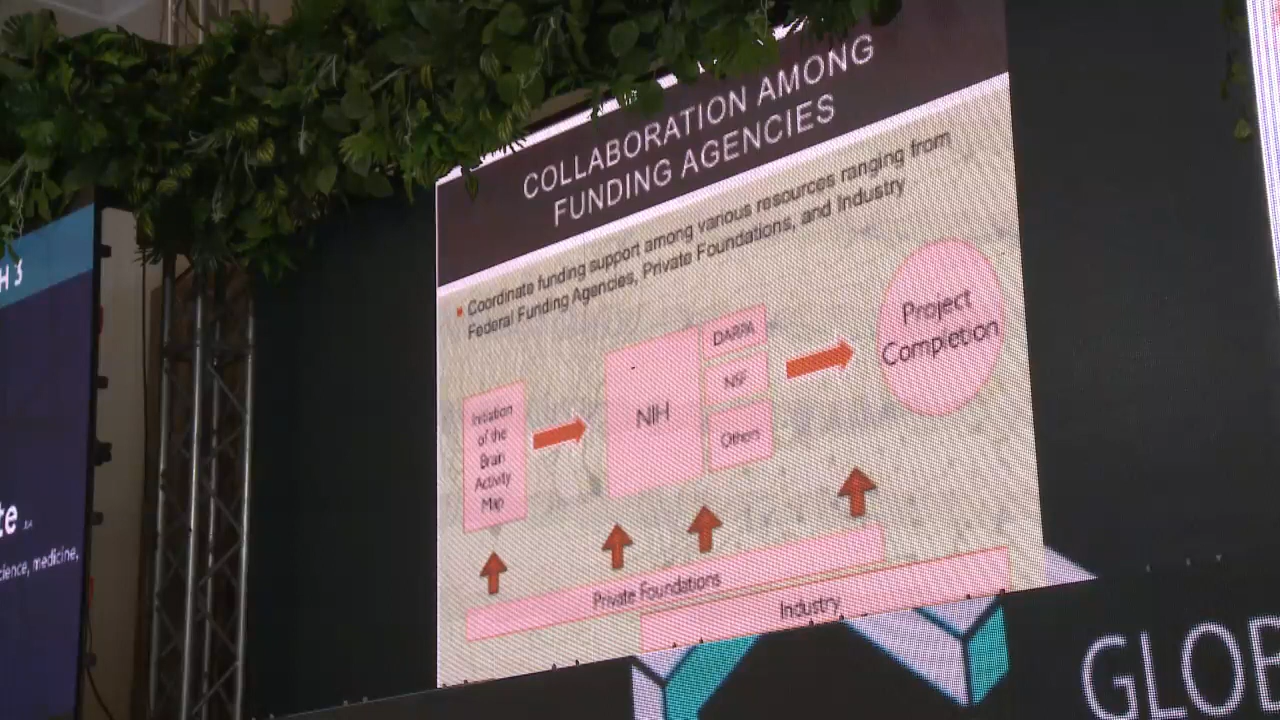 COLLABORATION AMONG
FUNDING AGENCIES
Coordinate funding support among various resources ranging from
Federal Funding Agencies, Private Foundations, and Industry
Initiation
of the
Brain
Activity
Map
NIH
DARPA
NSF
Others
Project
Completion
Private Foundations
Industry
GLOB
H 3
te
cience, medicine,